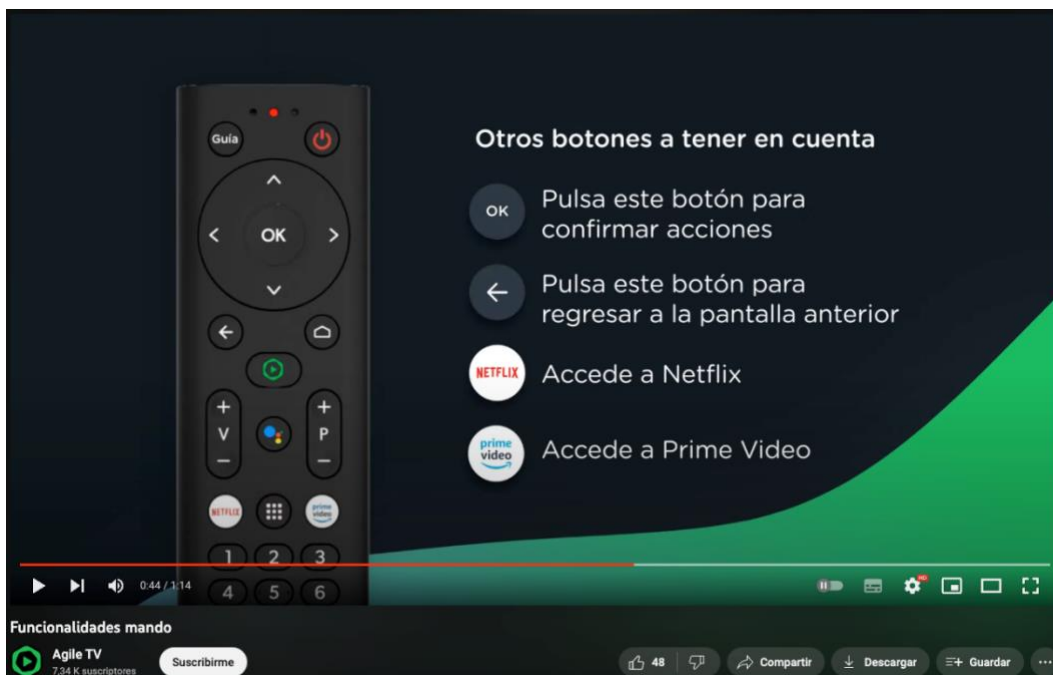 Guía
OK
V
P
NETFLIX
prime video
1 2 3
4 5 6
Otros botones a tener en cuenta
OK
Pulsa este botón para
confirmar acciones
Pulsa este botón para
regresar a la pantalla anterior
NETFLIX
Accede a Netflix
prime
video
Accede a Prime Video
0:44 / 1:14
HD
Funcionalidades mando
Agile TV
7,34 K suscriptores
Suscribirme
48
Compartir
Descargar
Guardar